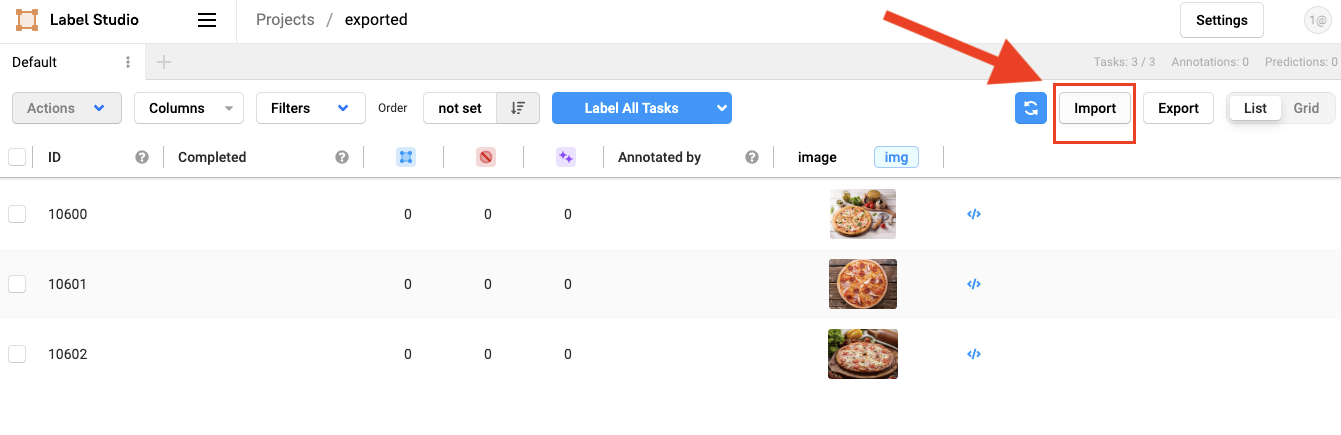 Label Studio Projects / exported Settings 1@
Default Tasks: 3 / 3 Annotations: 0 Predictions: 0
Actions Columns Filters Order not set Label All Tasks Import Export List Grid
ID Completed Annotated by image img
10600 0 0 0
10601 0 0 0
10602 0 0 0